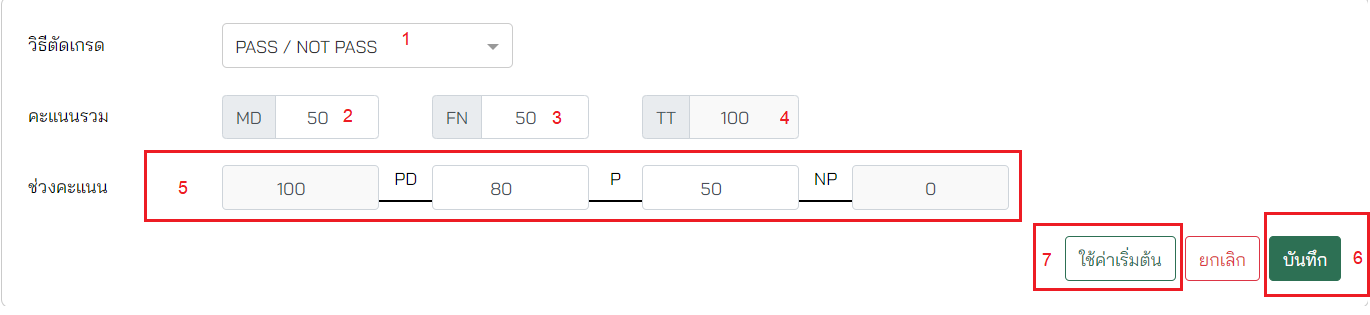 วิธีตัดเกรด PASS / NOT PASS 1
คะแนนรวม MD 50 2 FN 50 3 TT 100 4
ช่วงคะแนน 5 100 PD 80 P 50 NP 0
7 ใช้ค่าเริ่มต้น ยกเลิก บันทึก 6